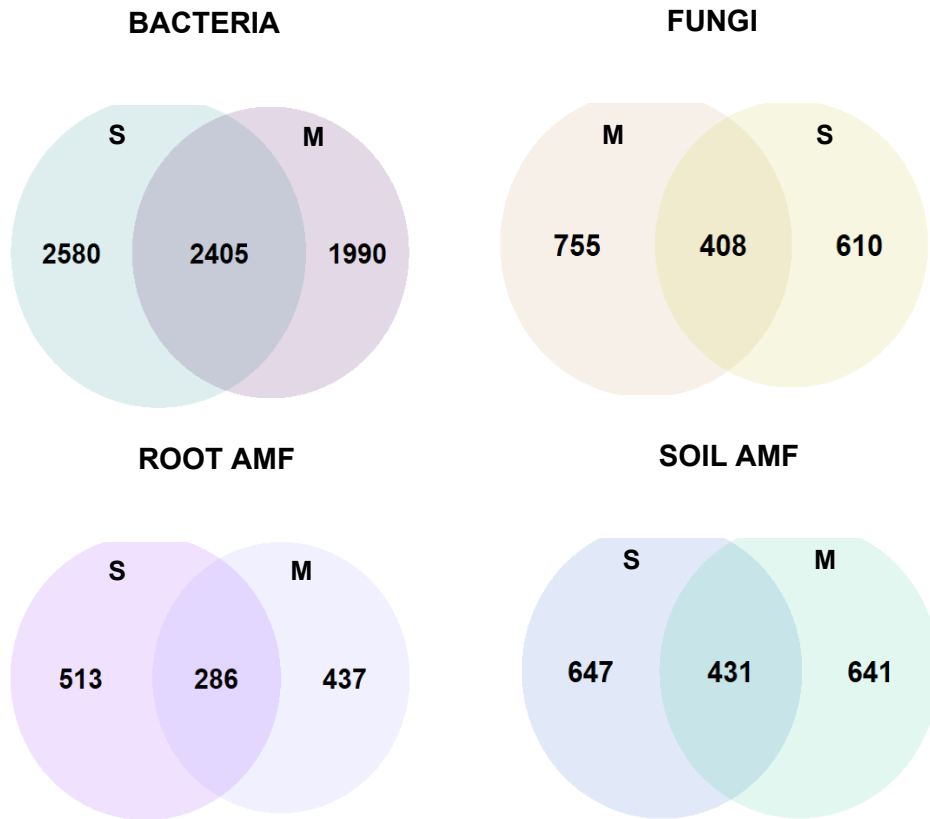 BACTERIA
S
M
2580
2405
1990
FUNGI
M
S
755
408
610
ROOT AMF
S
M
513
286
437
SOIL AMF
S
M
647
431
641